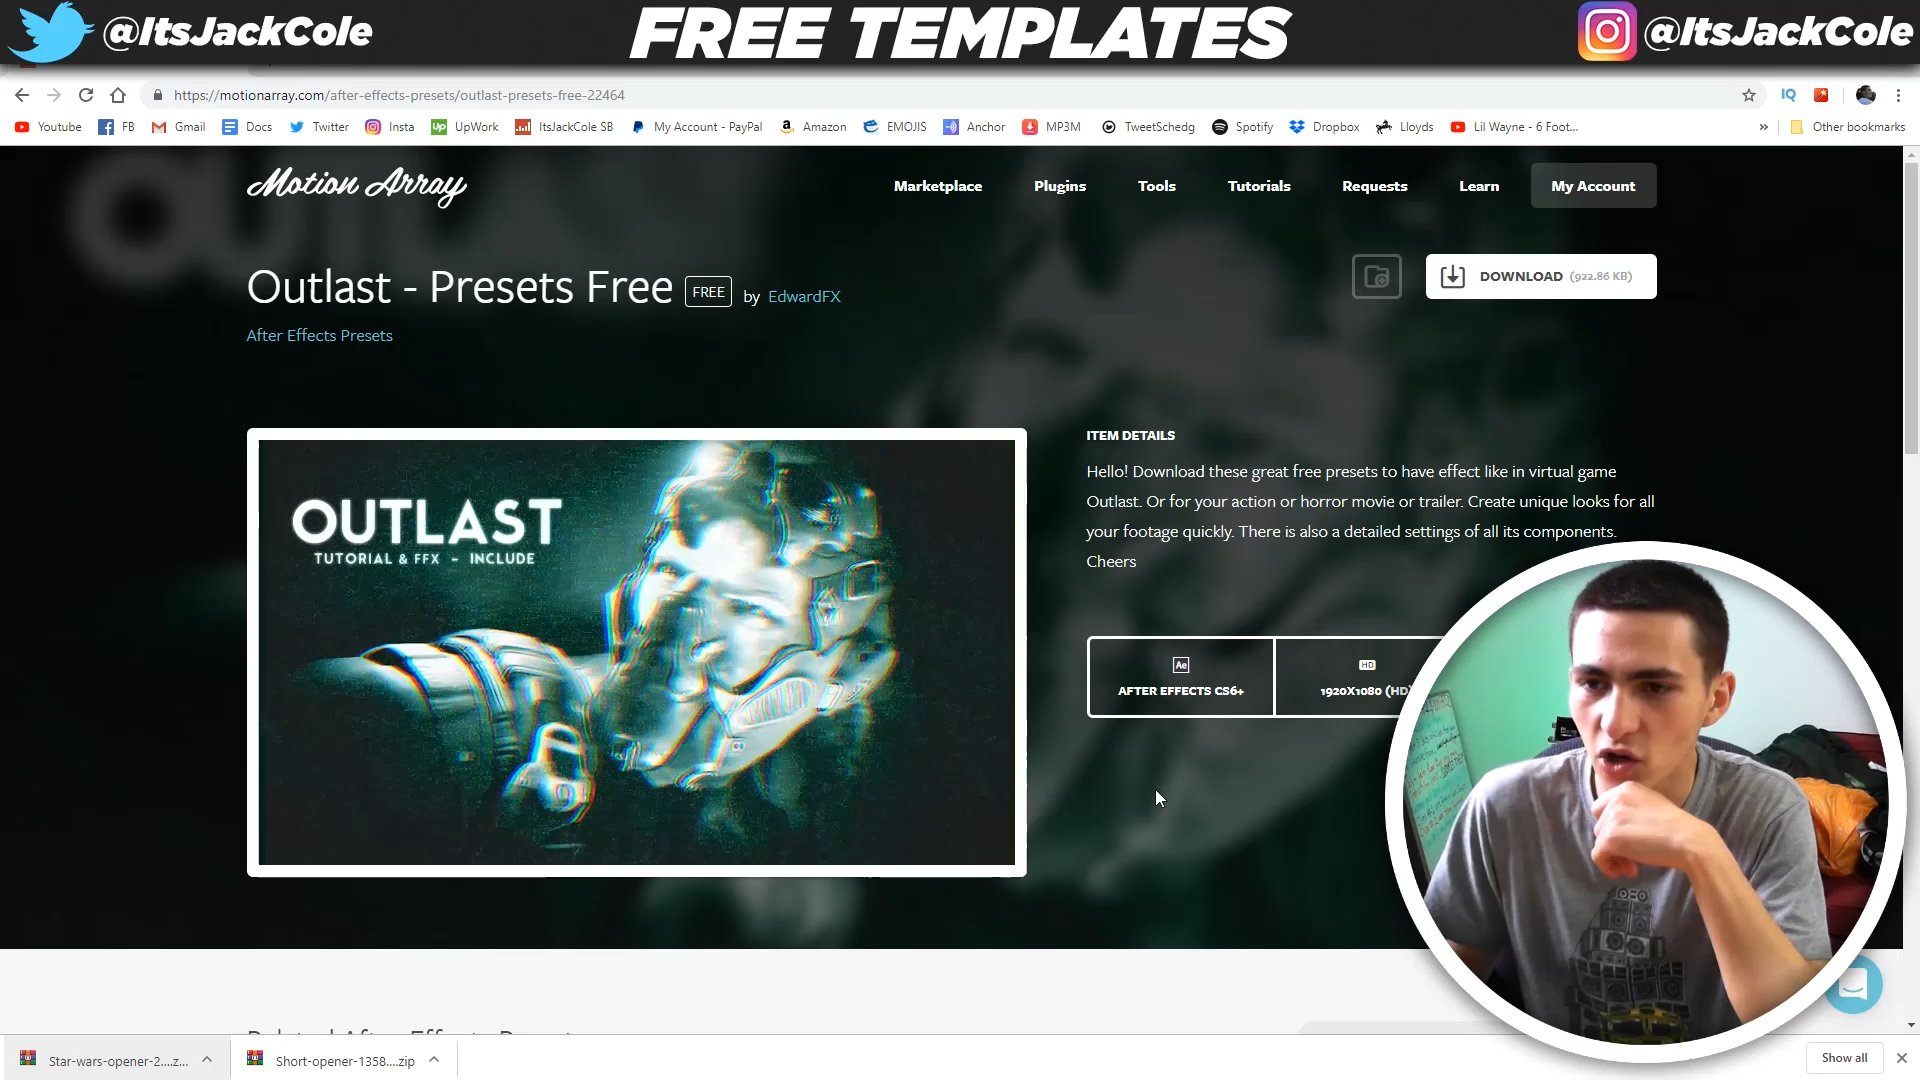 @ItsJackCole
FREE TEMPLATES
@ItsJackCole
https://motionarray.com/after-effects-presets/outlast-presets-free-22464
IQ
Youtube
FB
Gmail
Docs
Twitter
Insta
Up UpWork
ItsJackCole SB
My Account - PayPal
Amazon
EMOJIS
Anchor
MP3M
TweetSchedg
Spotify
Dropbox
Lloyds
Lil Wayne - 6 Foot...
»
Other bookmarks
Motion Array
Marketplace
Plugins
Tools
Tutorials
Requests
Learn
My Account
Outlast - Presets Free FREE by EdwardFX
DOWNLOAD (922.86 KB)
After Effects Presets
OUTLAST
TUTORIAL & FFX - INCLUDE
ITEM DETAILS
Hello! Download these great free presets to have effect like in virtual game
Outlast. Or for your action or horror movie or trailer. Create unique looks for all
your footage quickly. There is also a detailed settings of all its components.
Cheers
Ae
AFTER EFFECTS CS6+
HD
1920X1080 (HD)
Star-wars-opener-2....z...
Short-opener-1358....zip
Show all